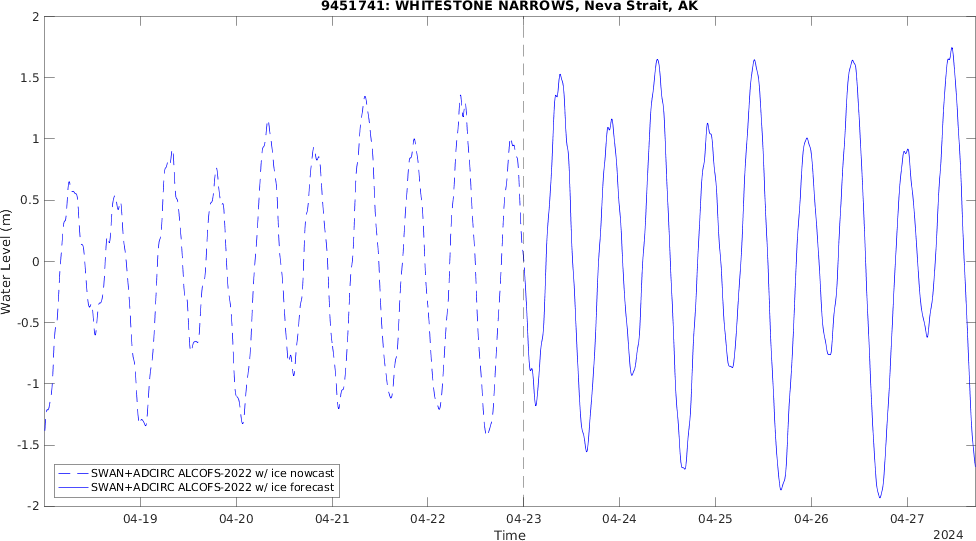 9451741: WHITESTONE NARROWS, Neva Strait, AK
2
1.5
1
0.5
0
-0.5
-1
-1.5
-2
Water Level (m)
SWAN+ADCIRC ALCOFS-2022 w/ ice nowcast
SWAN+ADCIRC ALCOFS-2022 w/ ice forecast
04-19 04-20 04-21 04-22 04-23 04-24 04-25 04-26 04-27
Time
2024